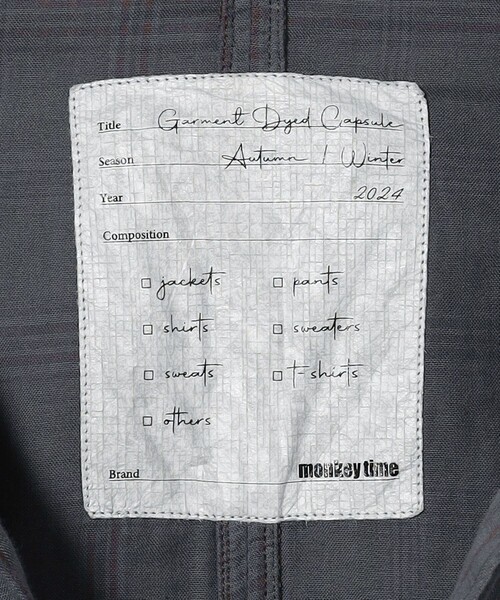 Title Garment Dyed Capsule
Season Autumn / Winter
Year 2024
Composition
☐ jackets ☐ pants
☐ shirts ☐ sweaters
☐ sweats ☐ t-shirts
☐ others
Brand monkey time